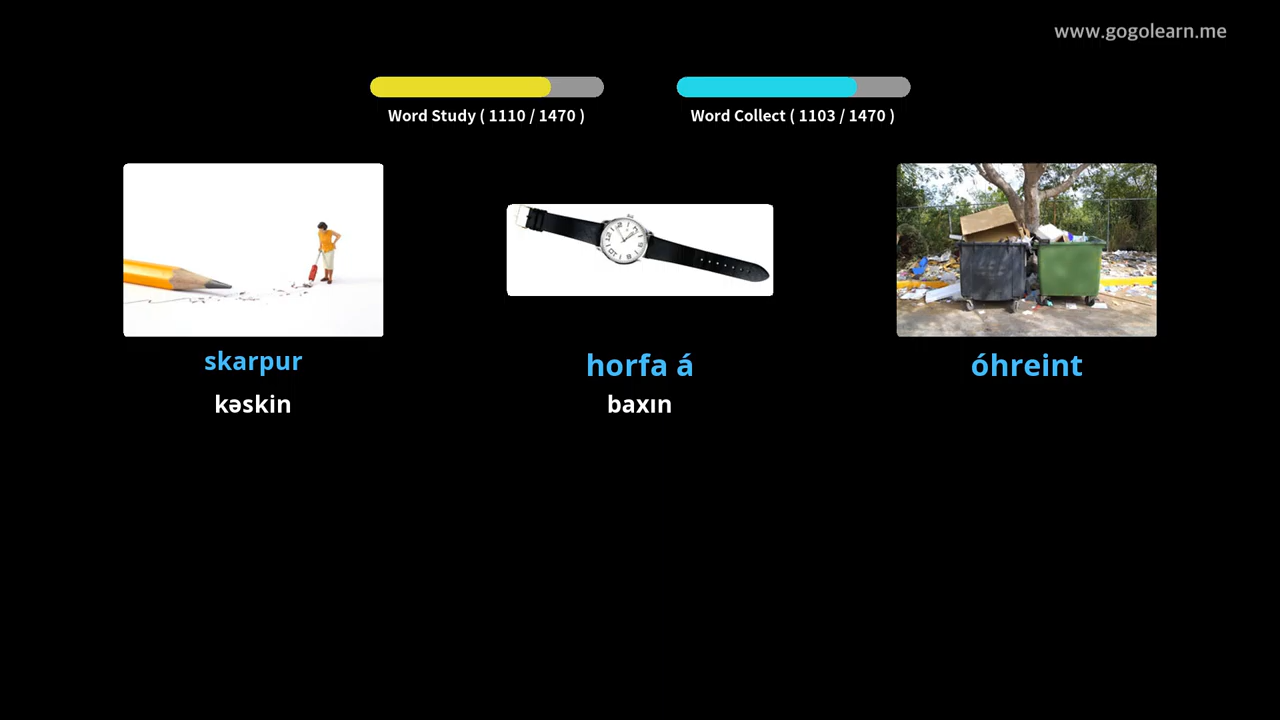 www.gogolearn.me
Word Study ( 1110 / 1470 )
Word Collect ( 1103 / 1470 )
skarpur
horfa á
óhreint
kəskin
baxın